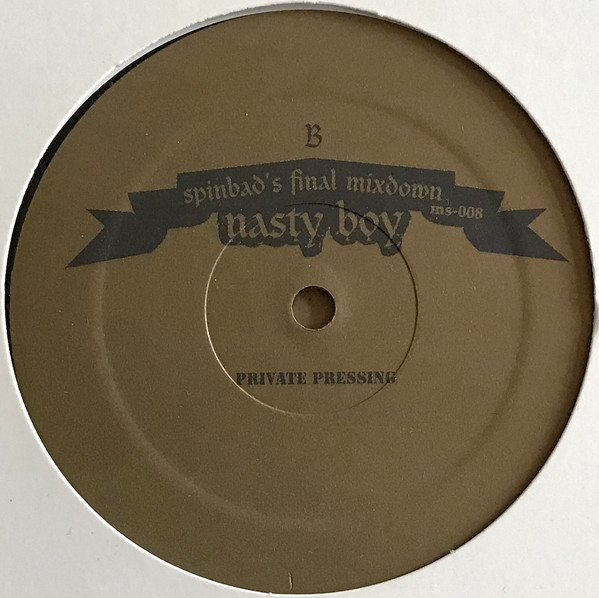 B
spinbad's final mixdown
ms-008
nasty boy
PRIVATE PRESSING